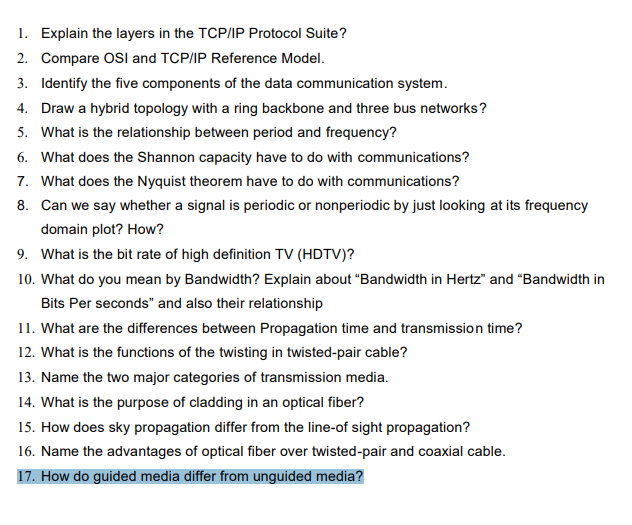 1. Explain the layers in the TCP/IP Protocol Suite?
2. Compare OSI and TCP/IP Reference Model.
3. Identify the five components of the data communication system.
4. Draw a hybrid topology with a ring backbone and three bus networks?
5. What is the relationship between period and frequency?
6. What does the Shannon capacity have to do with communications?
7. What does the Nyquist theorem have to do with communications?
8. Can we say whether a signal is periodic or nonperiodic by just looking at its frequency
domain plot? How?
9. What is the bit rate of high definition TV (HDTV)?
10. What do you mean by Bandwidth? Explain about “Bandwidth in Hertz” and “Bandwidth in
Bits Per seconds” and also their relationship
11. What are the differences between Propagation time and transmission time?
12. What is the functions of the twisting in twisted-pair cable?
13. Name the two major categories of transmission media.
14. What is the purpose of cladding in an optical fiber?
15. How does sky propagation differ from the line-of sight propagation?
16. Name the advantages of optical fiber over twisted-pair and coaxial cable.
17. How do guided media differ from unguided media?